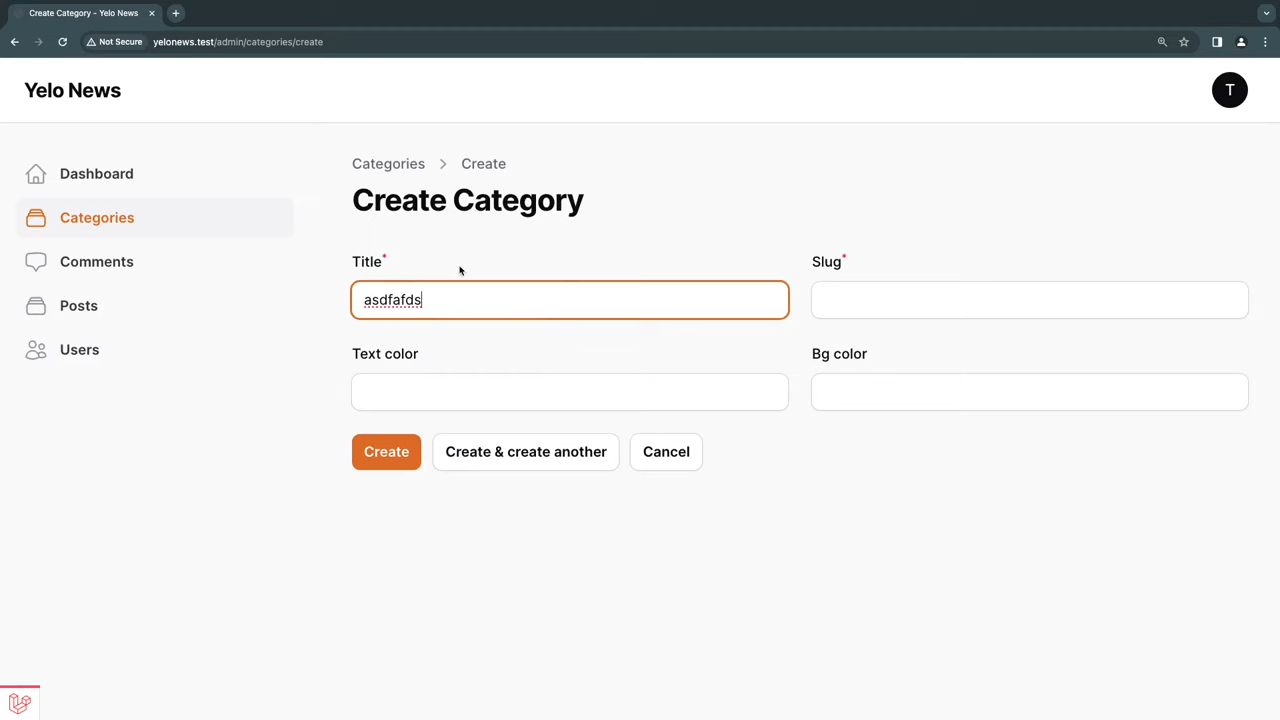 Create Category - Yelo News
Not Secure yelonews.test/admin/categories/create
Yelo News
T
Dashboard
Categories
Comments
Posts
Users
Categories Create
Create Category
Title*
Slug*
asdfafds
Text color
Bg color
Create
Create & create another
Cancel